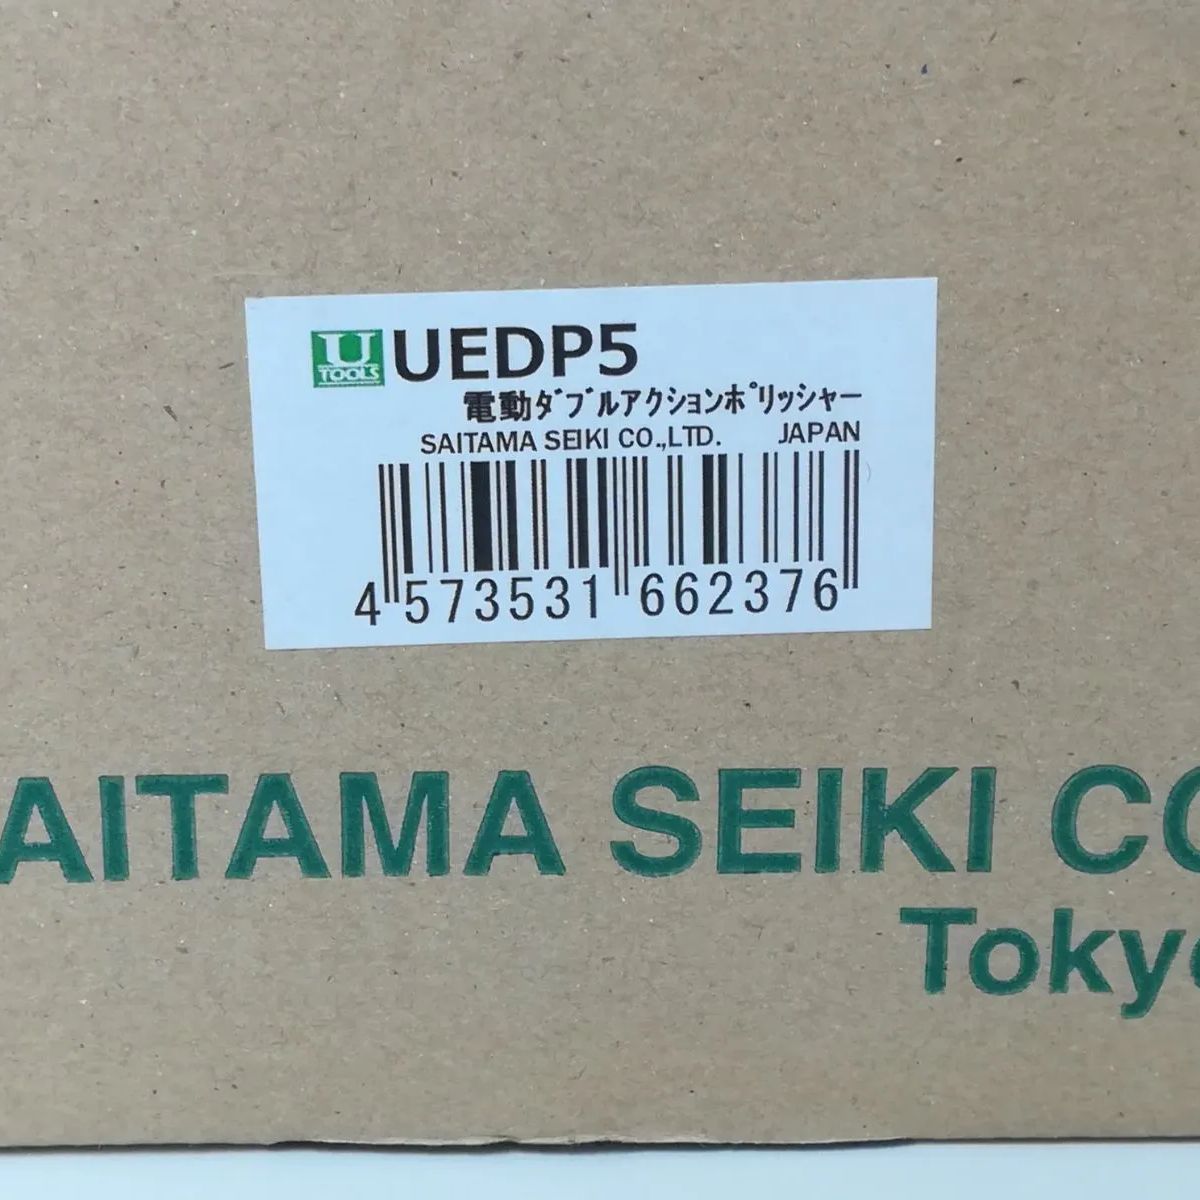 U TOOLS UEDP5
電動ﾀﾞﾌﾞﾙｱｸｼｮﾝﾎﾟﾘｯｼｬｰ
SAITAMA SEIKI CO.,LTD. JAPAN
4 573531 662376
AITAMA SEIKI CO
Tokyo